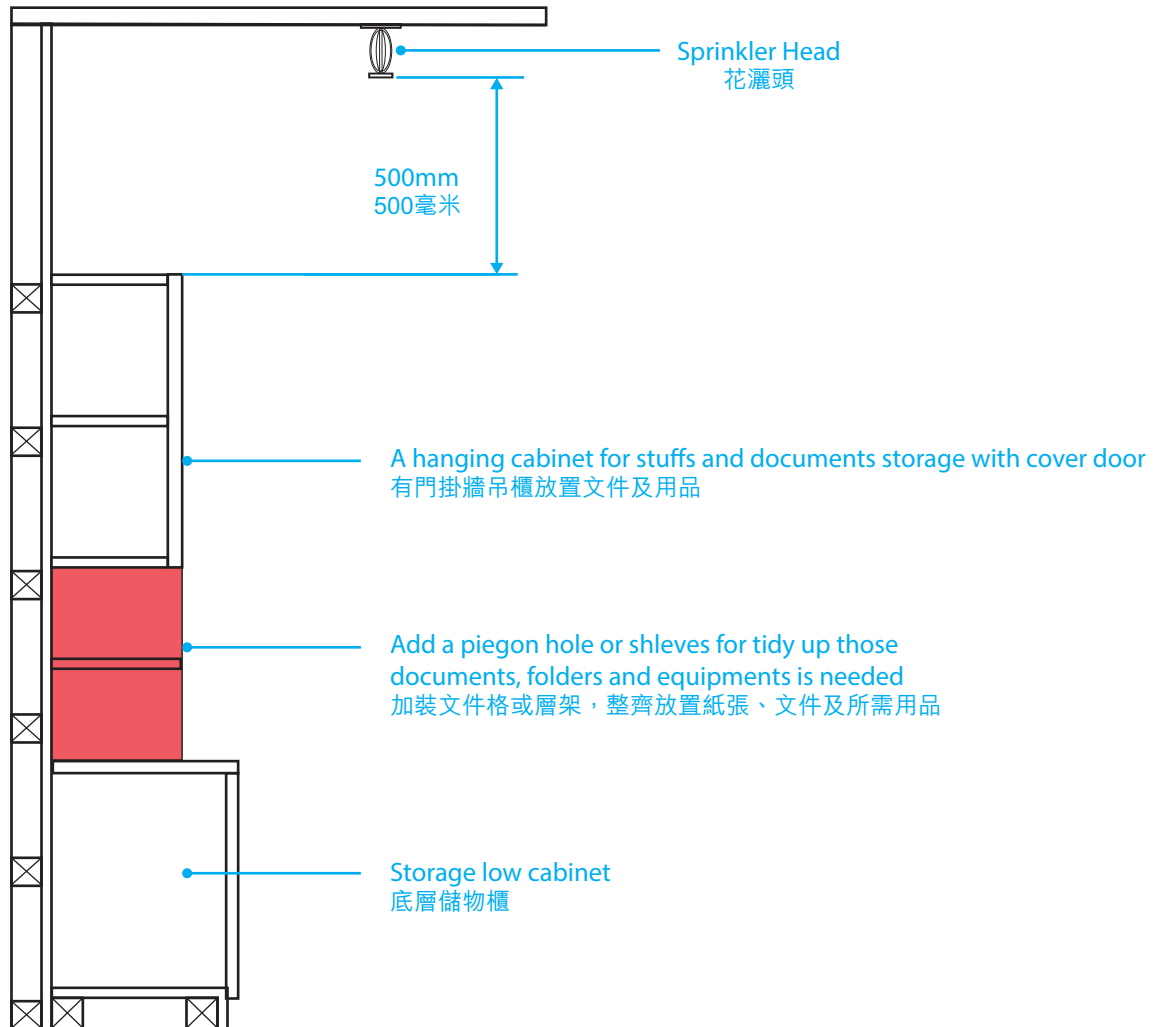 Sprinkler Head
花灑頭
500mm
500毫米
A hanging cabinet for stuffs and documents storage with cover door
有門掛牆吊櫃放置文件及用品
Add a piegon hole or shleves for tidy up those
documents, folders and equipments is needed
加裝文件格或層架，整齊放置紙張、文件及所需用品
Storage low cabinet
底層儲物櫃